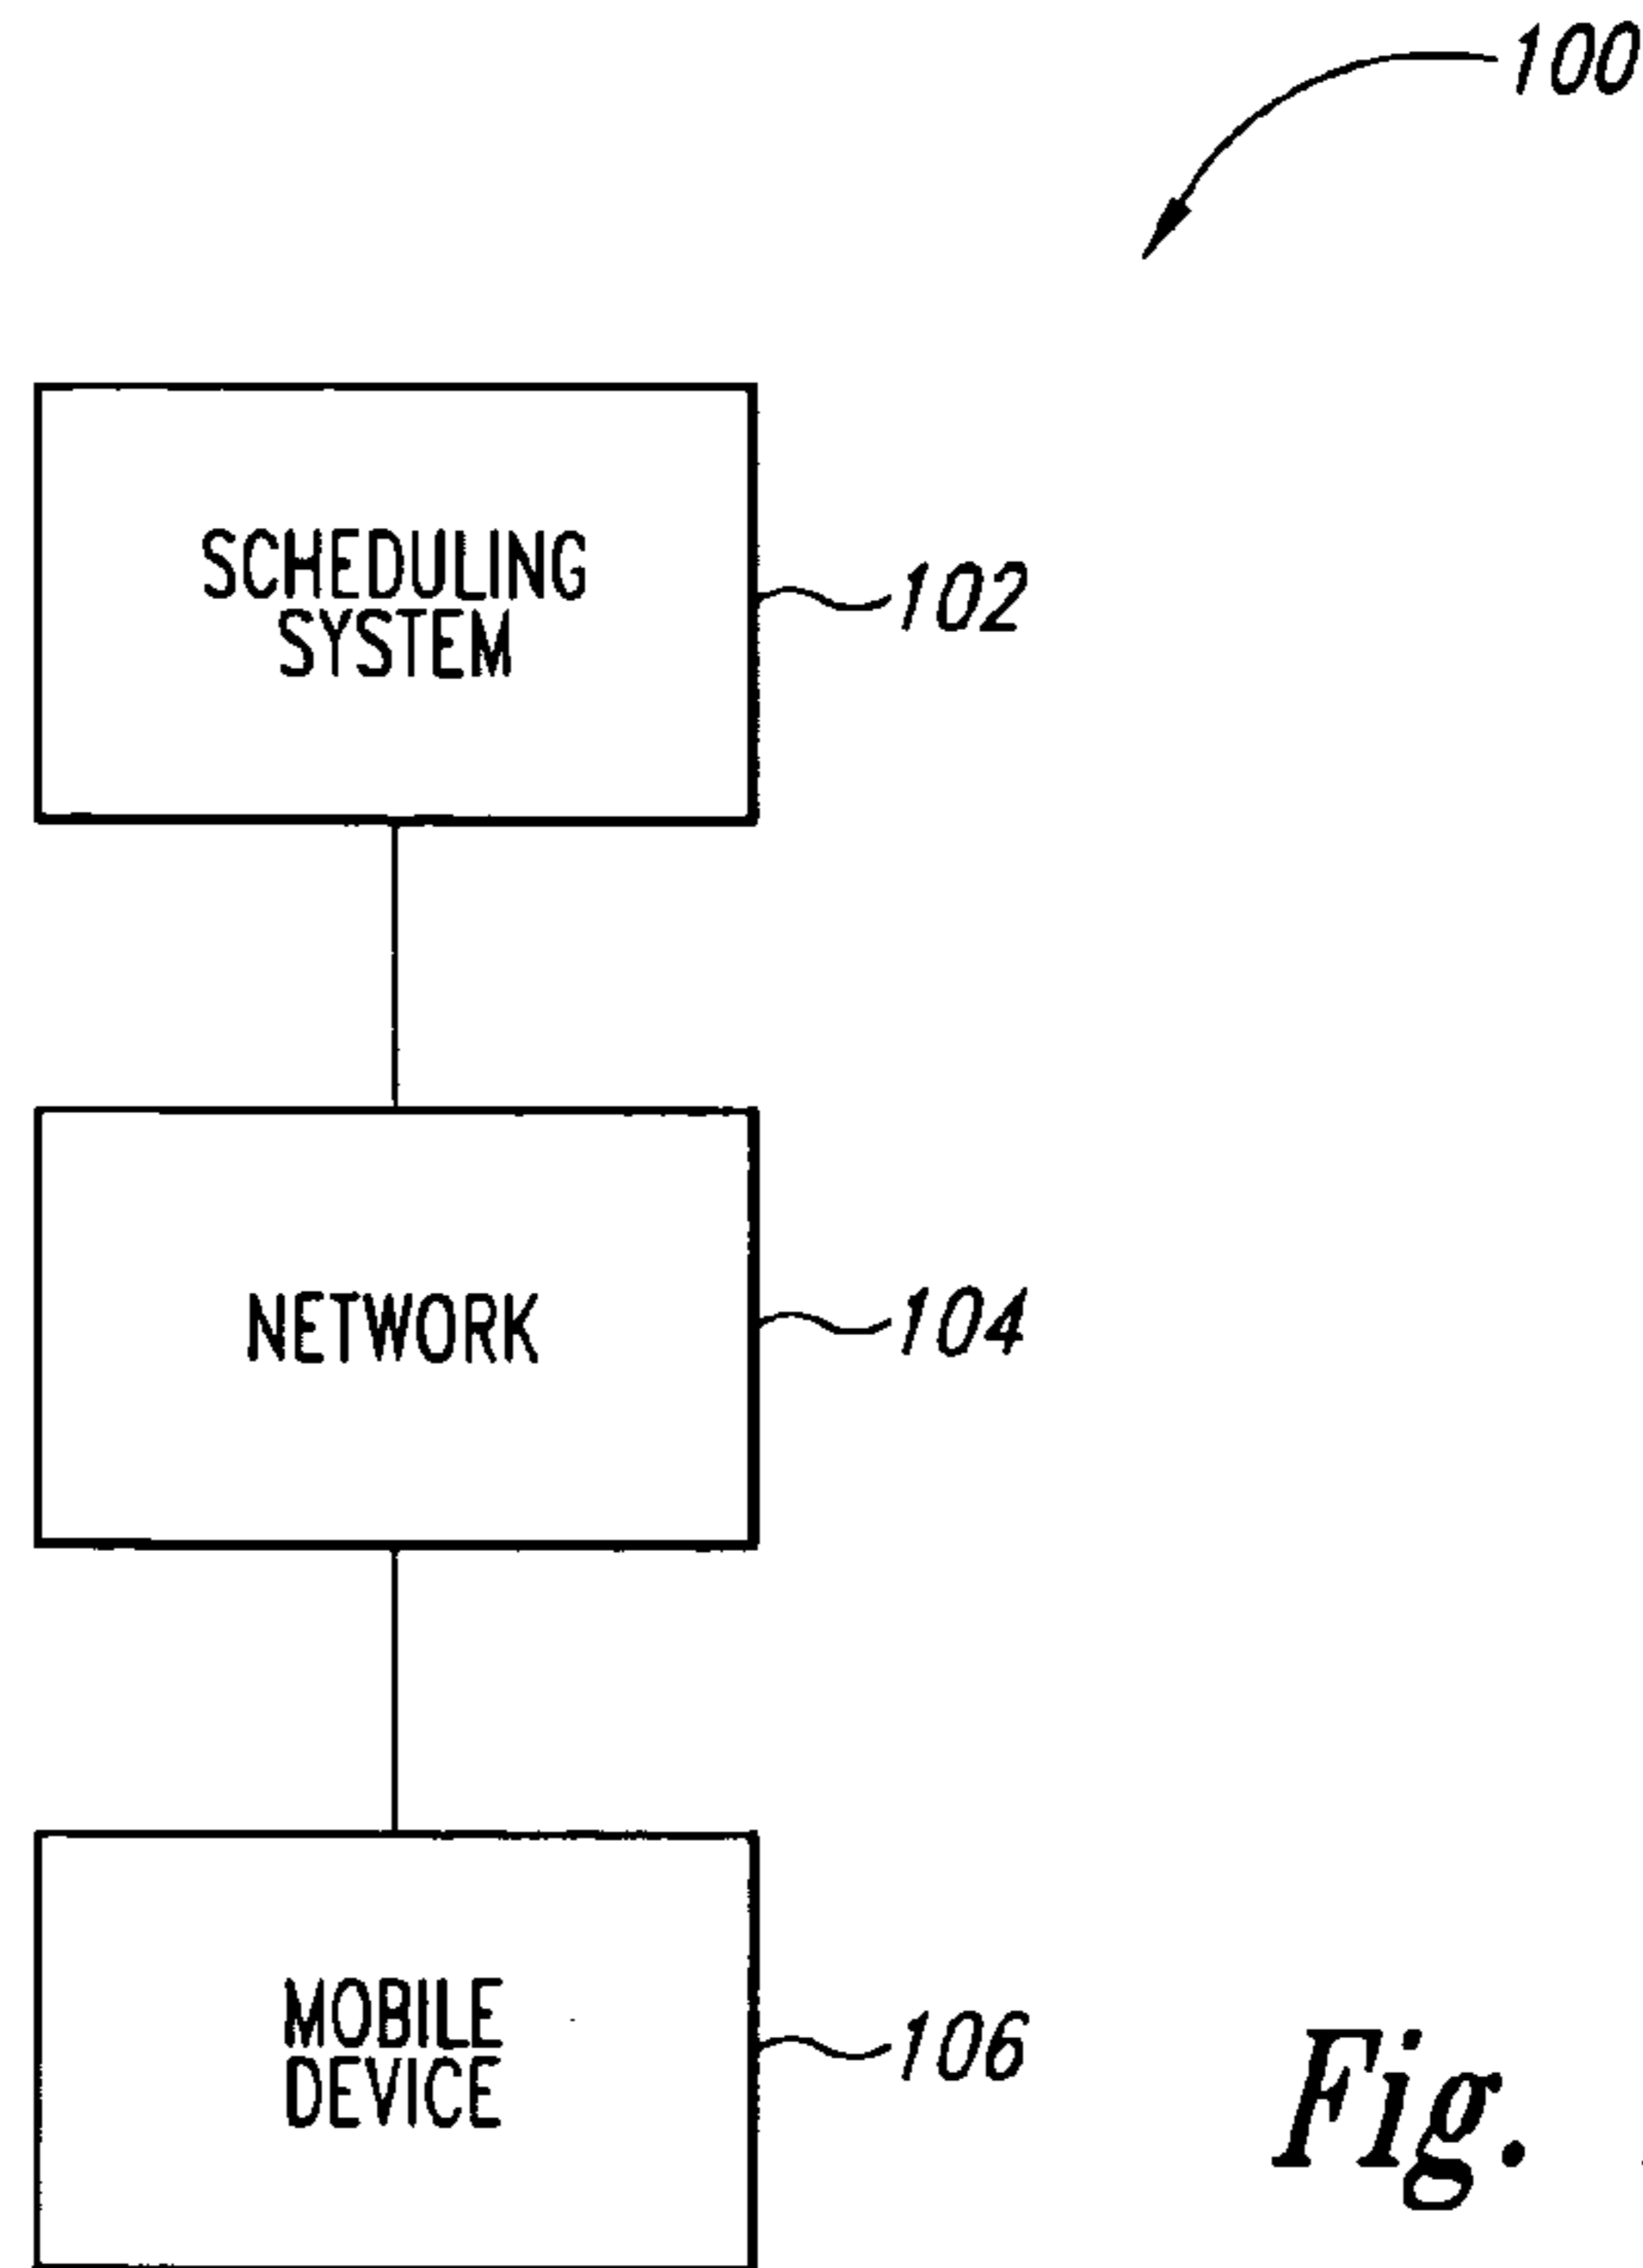 100
SCHEDULING
SYSTEM
102
NETWORK
104
MOBILE
DEVICE
106
Fig.